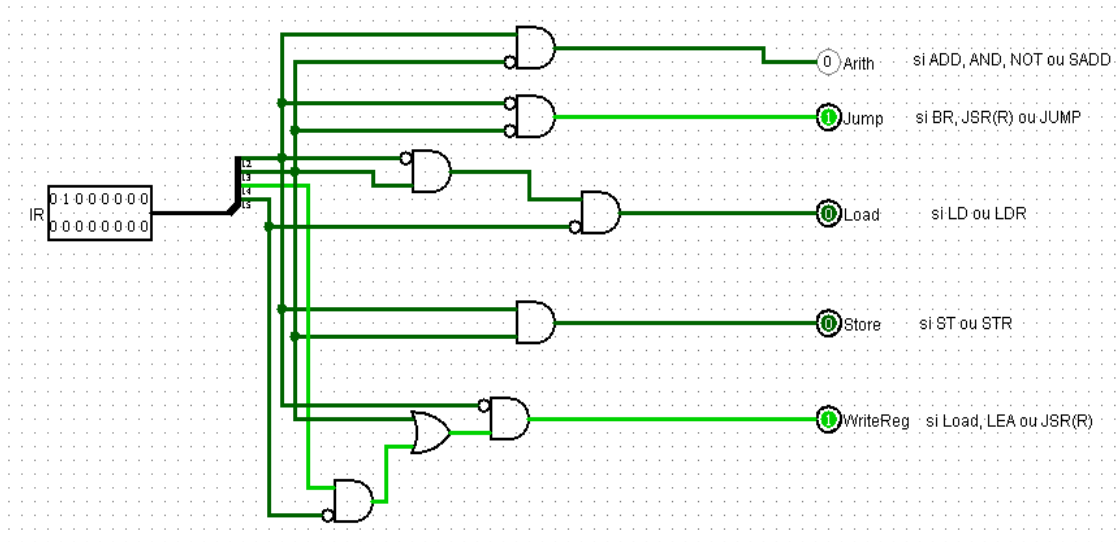 0 Arith si ADD, AND, NOT ou SADD
1 Jump si BR, JSR(R) ou JUMP
12
13
14
15
IR 0 1 0 0 0 0 0 0
0 0 0 0 0 0 0 0
0 Load si LD ou LDR
0 Store si ST ou STR
1 WriteReg si Load, LEA ou JSR(R)